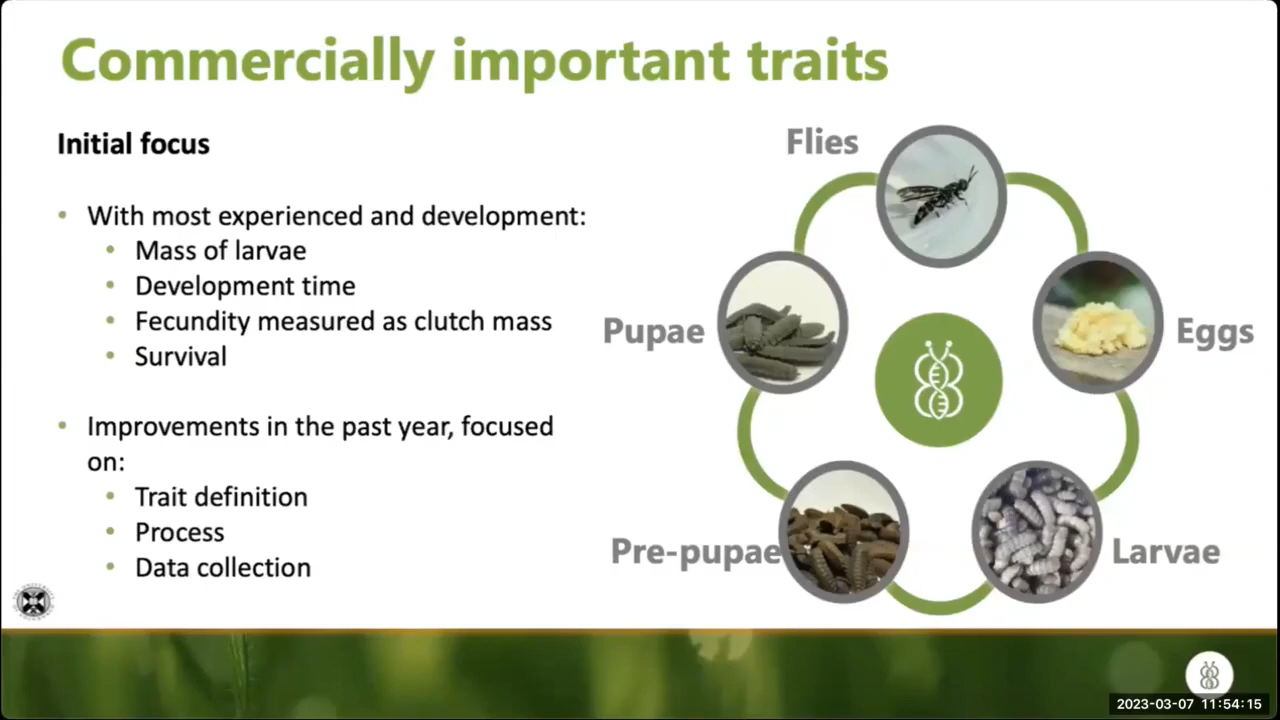 Commercially important traits
Initial focus
• With most experienced and development:
• Mass of larvae
• Development time
• Fecundity measured as clutch mass
• Survival
• Improvements in the past year, focused
on:
• Trait definition
• Process
• Data collection
Flies
Eggs
Larvae
Pre-pupae
Pupae
2023-03-07 11:54:15